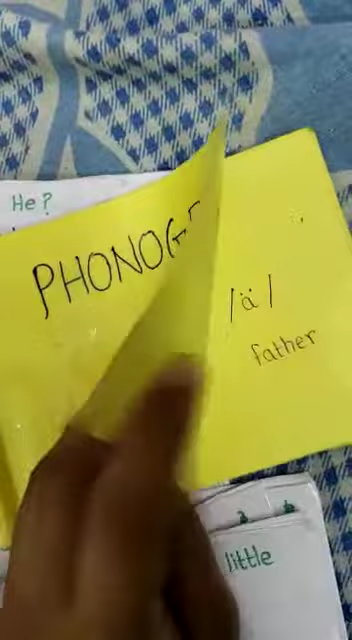 He?
PHONOG
/ä/
father
little